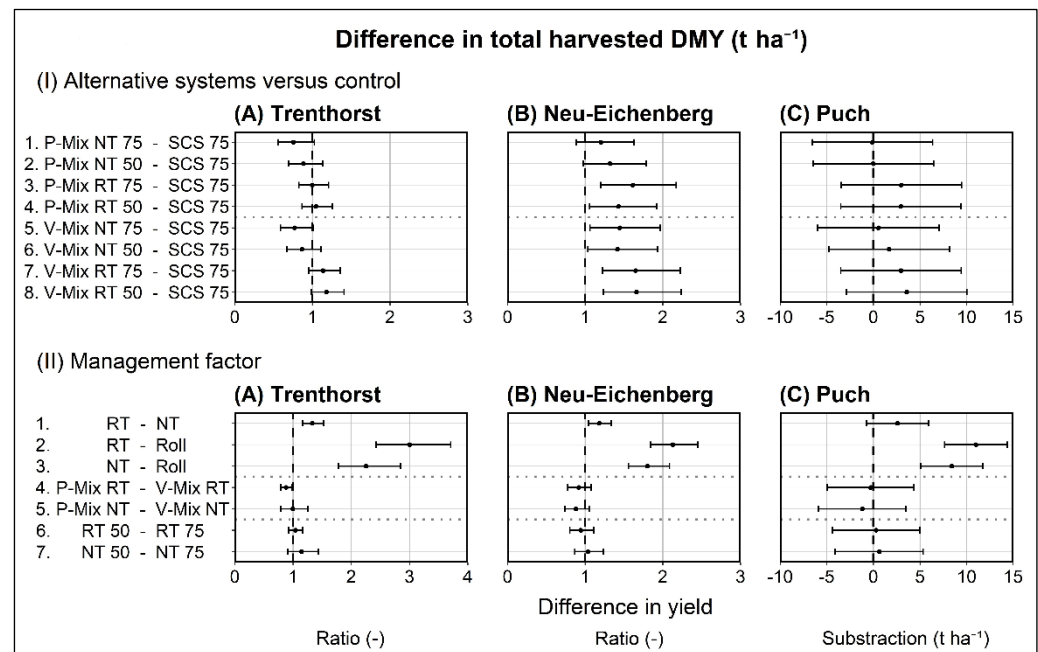 Difference in total harvested DMY (t ha⁻¹)
(I) Alternative systems versus control
(A) Trenthorst (B) Neu-Eichenberg (C) Puch
1. P-Mix NT 75 - SCS 75
2. P-Mix NT 50 - SCS 75
3. P-Mix RT 75 - SCS 75
4. P-Mix RT 50 - SCS 75
5. V-Mix NT 75 - SCS 75
6. V-Mix NT 50 - SCS 75
7. V-Mix RT 75 - SCS 75
8. V-Mix RT 50 - SCS 75
0 1 2 3 0 1 2 3 -10 -5 0 5 10 15
(II) Management factor
(A) Trenthorst (B) Neu-Eichenberg (C) Puch
1. RT - NT
2. RT - Roll
3. NT - Roll
4. P-Mix RT - V-Mix RT
5. P-Mix NT - V-Mix NT
6. RT 50 - RT 75
7. NT 50 - NT 75
0 1 2 3 4 0 1 2 3 -10 -5 0 5 10 15
Difference in yield
Ratio (-) Ratio (-) Substraction (t ha⁻¹)